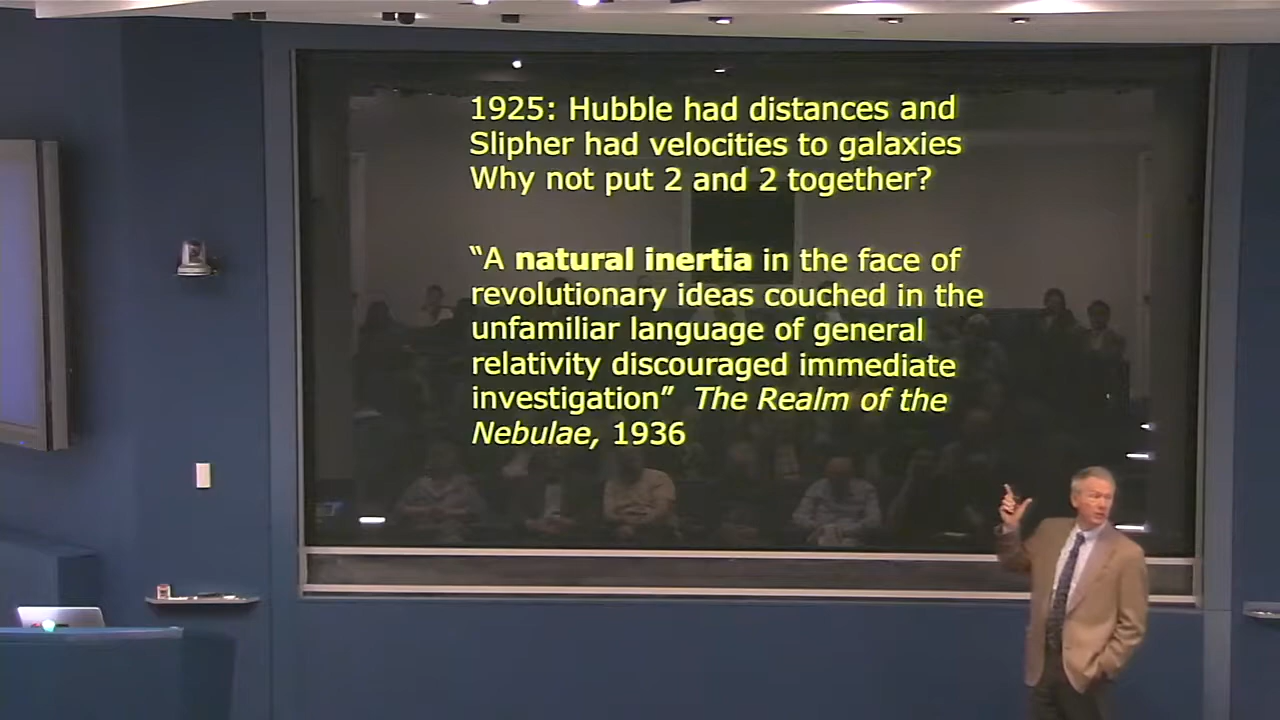 1925: Hubble had distances and
Slipher had velocities to galaxies
Why not put 2 and 2 together?
“A natural inertia in the face of
revolutionary ideas couched in the
unfamiliar language of general
relativity discouraged immediate
investigation” The Realm of the
Nebulae, 1936